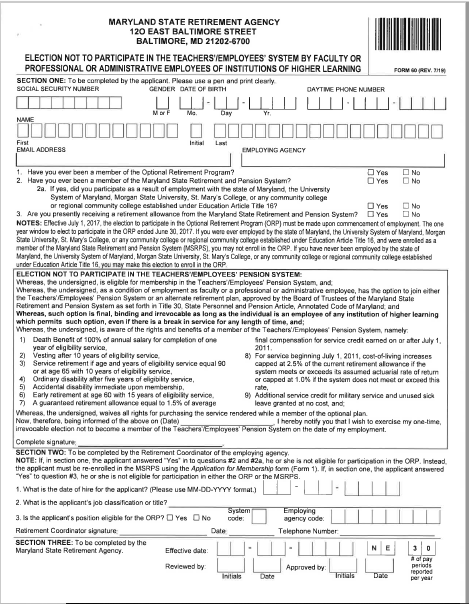 MARYLAND STATE RETIREMENT AGENCY
120 EAST BALTIMORE STREET
BALTIMORE, MD 21202-6700
ELECTION NOT TO PARTICIPATE IN THE TEACHERS'/EMPLOYEES' SYSTEM BY FACULTY OR
PROFESSIONAL OR ADMINISTRATIVE EMPLOYEES OF INSTITUTIONS OF HIGHER LEARNING
FORM 60 (REV. 7/19)
SECTION ONE: To be completed by the applicant. Please use a pen and print clearly.
SOCIAL SECURITY NUMBER GENDER DATE OF BIRTH DAYTIME PHONE NUMBER
M or F Mo. Day Yr.
NAME
First Initial Last
EMAIL ADDRESS EMPLOYING AGENCY
1. Have you ever been a member of the Optional Retirement Program? Yes No
2. Have you ever been a member of the Maryland State Retirement and Pension System? Yes No
2a. If yes, did you participate as a result of employment with the state of Maryland, the University
System of Maryland, Morgan State University, St. Mary's College, or any community college
or regional community college established under Education Article Title 16? Yes No
3. Are you presently receiving a retirement allowance from the Maryland State Retirement and Pension System? Yes No
NOTES: Effective July 1, 2017, the election to participate in the Optional Retirement Program (ORP) must be made upon commencement of employment. The one
year window to elect to participate in the ORP ended June 30, 2017. If you were ever employed by the state of Maryland, the University System of Maryland, Morgan
State University, St. Mary's College, or any community college or regional community college established under Education Article Title 16, and were enrolled as a
member of the Maryland State Retirement and Pension System (MSRPS), you may not enroll in the ORP. If you have never been employed by the state of
Maryland, the University System of Maryland, Morgan State University, St. Mary's College, or any community college or regional community college established
under Education Article Title 16, you may make this election to enroll in the ORP.
ELECTION NOT TO PARTICIPATE IN THE TEACHERS'/EMPLOYEES' PENSION SYSTEM:
Whereas, the undersigned, is eligible for membership in the Teachers'/Employees' Pension System, and;
Whereas, the undersigned, as a condition of employment as faculty or a professional or administrative employee, has the option to join either
the Teachers'/Employees' Pension System or an alternate retirement plan, approved by the Board of Trustees of the Maryland State
Retirement and Pension System as set forth in Title 30, State Personnel and Pension Article, Annotated Code of Maryland; and
Whereas, such option is final, binding and irrevocable as long as the individual is an employee of any institution of higher learning
which permits such option, even if there is a break in service for any length of time, and;
Whereas, the undersigned, is aware of the rights and benefits of a member of the Teachers'/Employees' Pension System, namely:
1) Death Benefit of 100% of annual salary for completion of one
year of eligibility service,
2) Vesting after 10 years of eligibility service,
3) Service retirement if age and years of eligibility service equal 90
or at age 65 with 10 years of eligibility service,
4) Ordinary disability after five years of eligibility service,
5) Accidental disability immediate upon membership,
6) Early retirement at age 60 with 15 years of eligibility service,
7) A guaranteed retirement allowance equal to 1.5% of average
final compensation for service credit earned on or after July 1,
2011.
8) For service beginning July 1, 2011, cost-of-living increases
capped at 2.5% of the current retirement allowance if the
system meets or exceeds its assumed actuarial rate of return
or capped at 1.0% if the system does not meet or exceed this
rate,
9) Additional service credit for military service and unused sick
leave granted at no cost, and;
Whereas, the undersigned, waives all rights for purchasing the service rendered while a member of the optional plan.
Now, therefore, being informed of the above on (Date) , I hereby notify you that I wish to exercise my one-time,
irrevocable election not to become a member of the Teachers'/Employees' Pension System on the date of my employment.
Complete signature:
SECTION TWO: To be completed by the Retirement Coordinator of the employing agency.
NOTE: If, in section one, the applicant answered "Yes" in to questions #2 and #2a, he or she is not eligible for participation in the ORP. Instead,
the applicant must be re-enrolled in the MSRPS using the Application for Membership form (Form 1). If, in section one, the applicant answered
"Yes" to question #3, he or she is not eligible for participation in either the ORP or the MSRPS.
1. What is the date of hire for the applicant? (Please use MM-DD-YYYY format.)
2. What is the applicant's job classification or title?
3. Is the applicant's position eligible for the ORP? Yes No System code: Employing agency code:
Retirement Coordinator signature: Date: Telephone Number:
SECTION THREE: To be completed by the
Maryland State Retirement Agency.
Effective date: N E 3 0
# of pay periods reported per year
Reviewed by: Initials Date Approved by: Initials Date